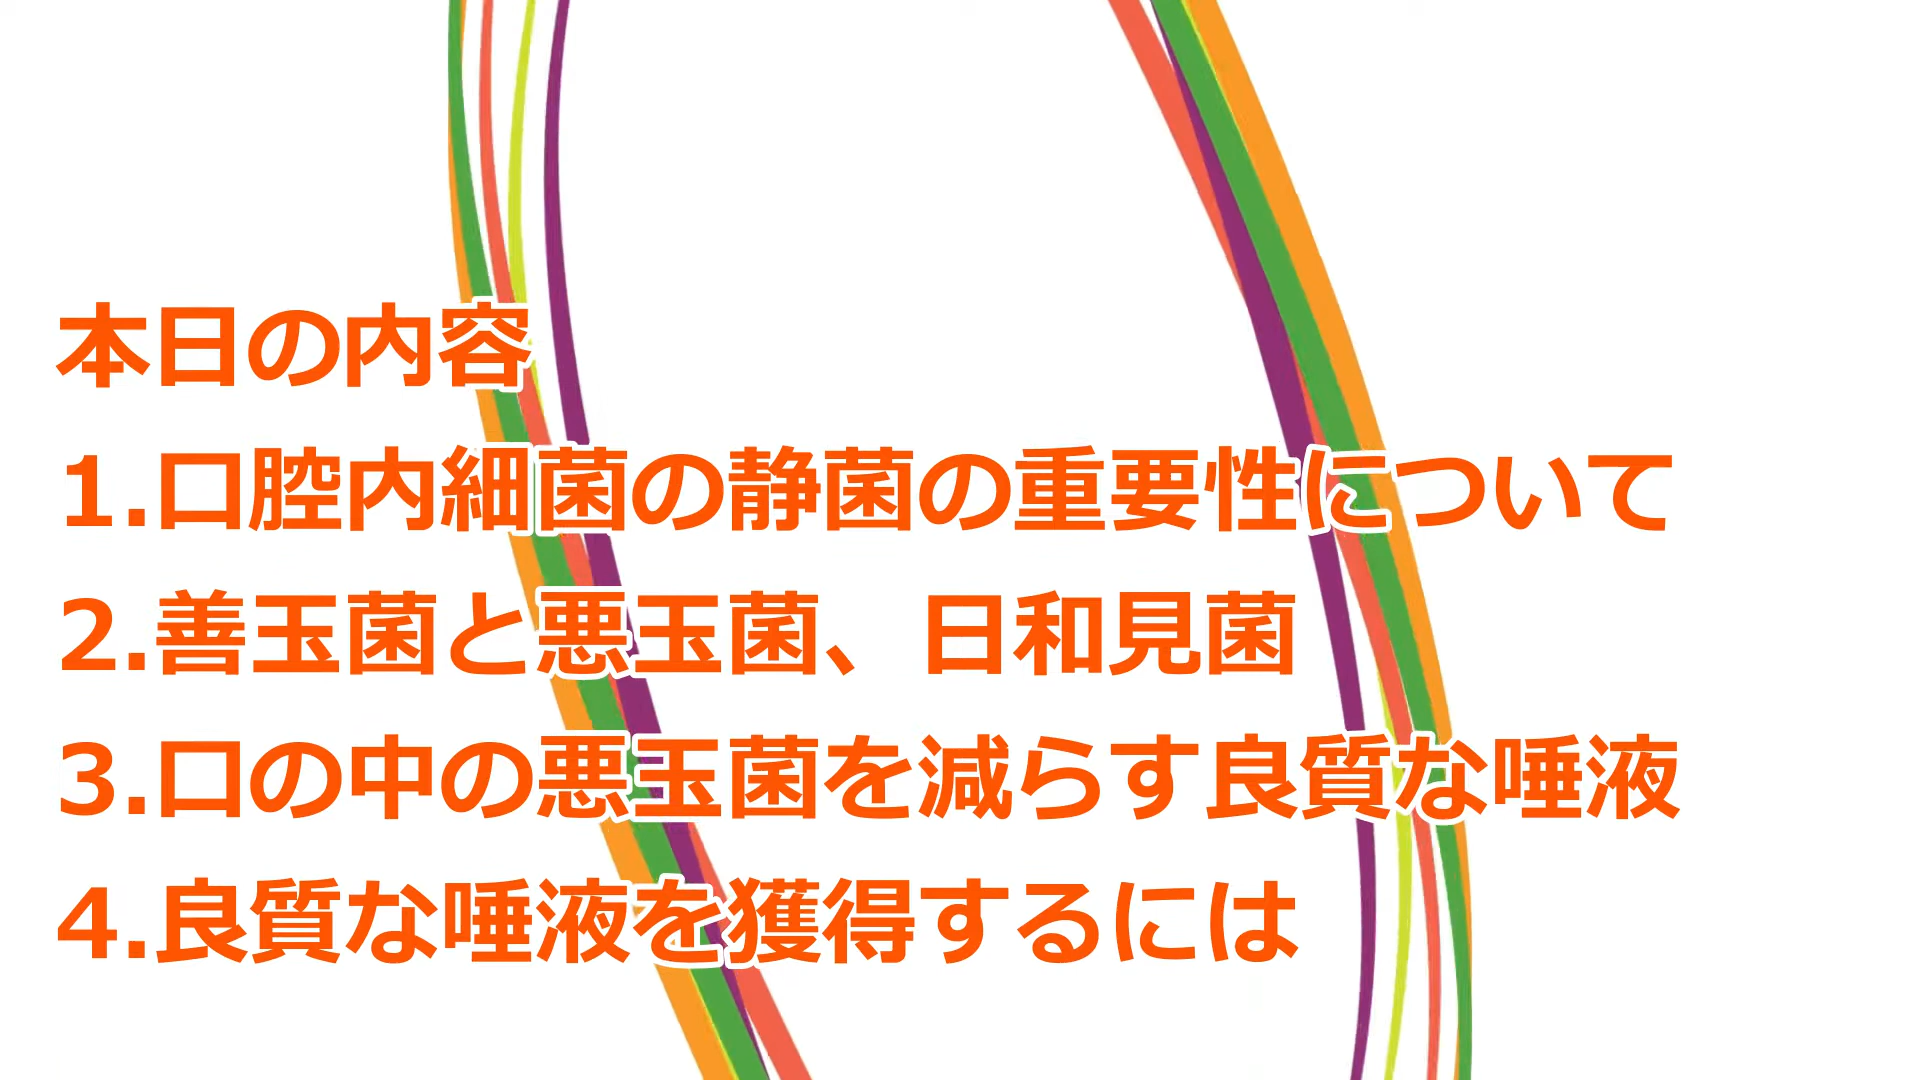 本日の内容
1.口腔内細菌の静菌の重要性について
2.善玉菌と悪玉菌、日和見菌
3.口の中の悪玉菌を減らす良質な唾液
4.良質な唾液を獲得するには